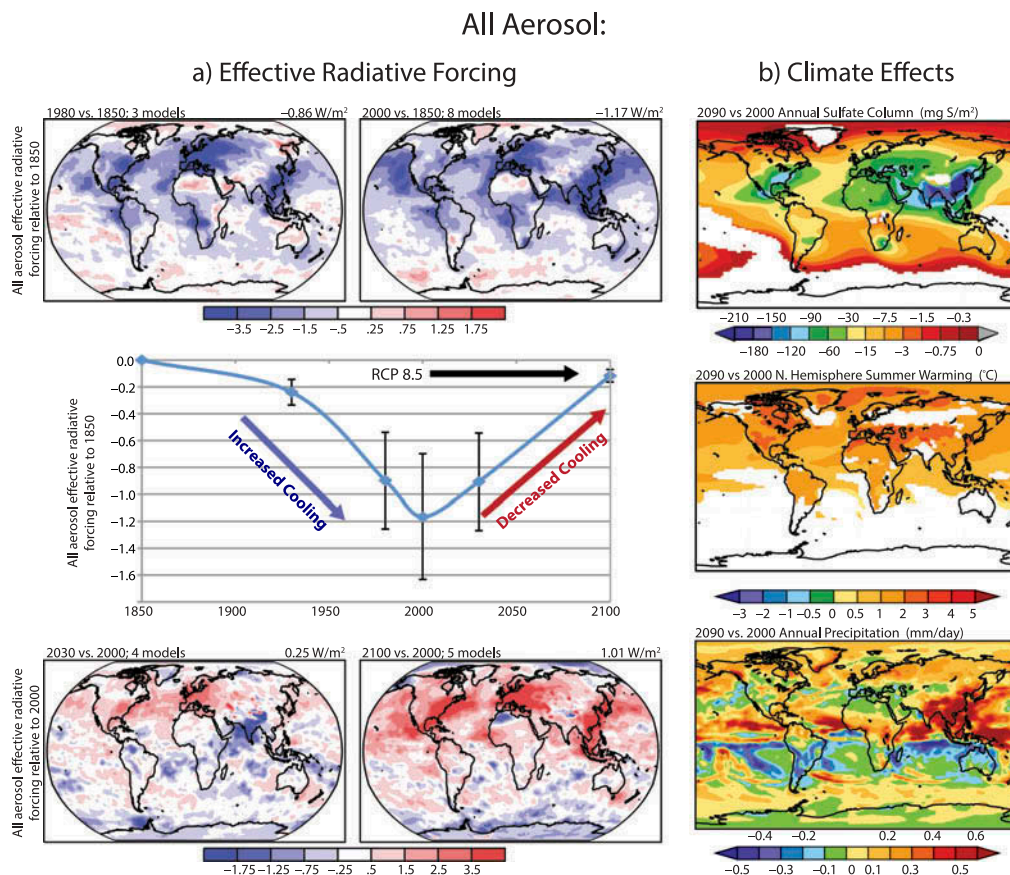 All Aerosol:
a) Effective Radiative Forcing
b) Climate Effects
1980 vs. 1850; 3 models −0.86 W/m²
2000 vs. 1850; 8 models −1.17 W/m²
All aerosol effective radiative
forcing relative to 1850
−3.5 −2.5 −1.5 −.5 .25 .75 1.25 1.75
0.0
−0.2
−0.4
−0.6
−0.8
−1.0
−1.2
−1.4
−1.6
1850 1900 1950 2000 2050 2100
All aerosol effective radiative
forcing relative to 1850
RCP 8.5
Increased Cooling
Decreased Cooling
2030 vs. 2000; 4 models 0.25 W/m²
2100 vs. 2000; 5 models 1.01 W/m²
All aerosol effective radiative
forcing relative to 2000
−1.75 −1.25 −.75 −.25 .5 1.5 2.5 3.5
2090 vs 2000 Annual Sulfate Column (mg S/m²)
−210 −150 −90 −30 −7.5 −1.5 −0.3
−180 −120 −60 −15 −3 −0.75 0
2090 vs 2000 N. Hemisphere Summer Warming (°C)
−3 −2 −1 −0.5 0 0.5 1 2 3 4 5
2090 vs. 2000 Annual Precipitation (mm/day)
−0.4 −0.2 0.2 0.4 0.6
−0.5 −0.3 −0.1 0 0.1 0.3 0.5